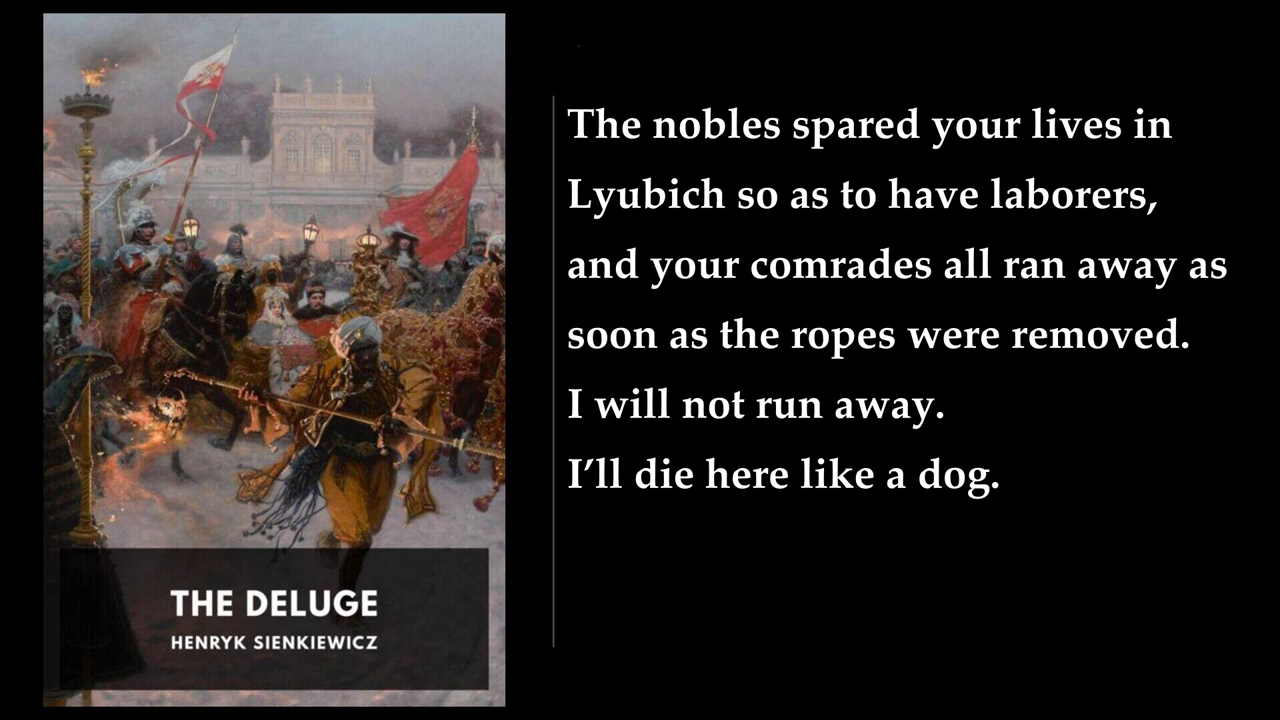 The nobles spared your lives in
Lyubich so as to have laborers,
and your comrades all ran away as
soon as the ropes were removed.
I will not run away.
I’ll die here like a dog.
THE DELUGE
HENRYK SIENKIEWICZ